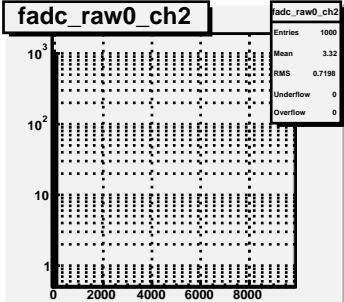 fadc_raw0_ch2
fadc_raw0_ch2
Entries 1000
Mean 3.32
RMS 0.7198
Underflow 0
Overflow 0
10³
10²
10
1
0 2000 4000 6000 8000